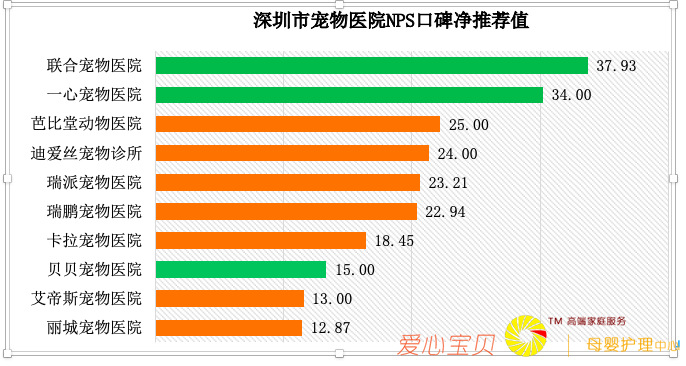 深圳市宠物医院NPS口碑净推荐值
联合宠物医院 37.93
一心宠物医院 34.00
芭比堂动物医院 25.00
迪爱丝宠物诊所 24.00
瑞派宠物医院 23.21
瑞鹏宠物医院 22.94
卡拉宠物医院 18.45
贝贝宠物医院 15.00
艾帝斯宠物医院 13.00
丽城宠物医院 12.87
爱心宝贝 TM 高端家庭服务
母婴护理中心